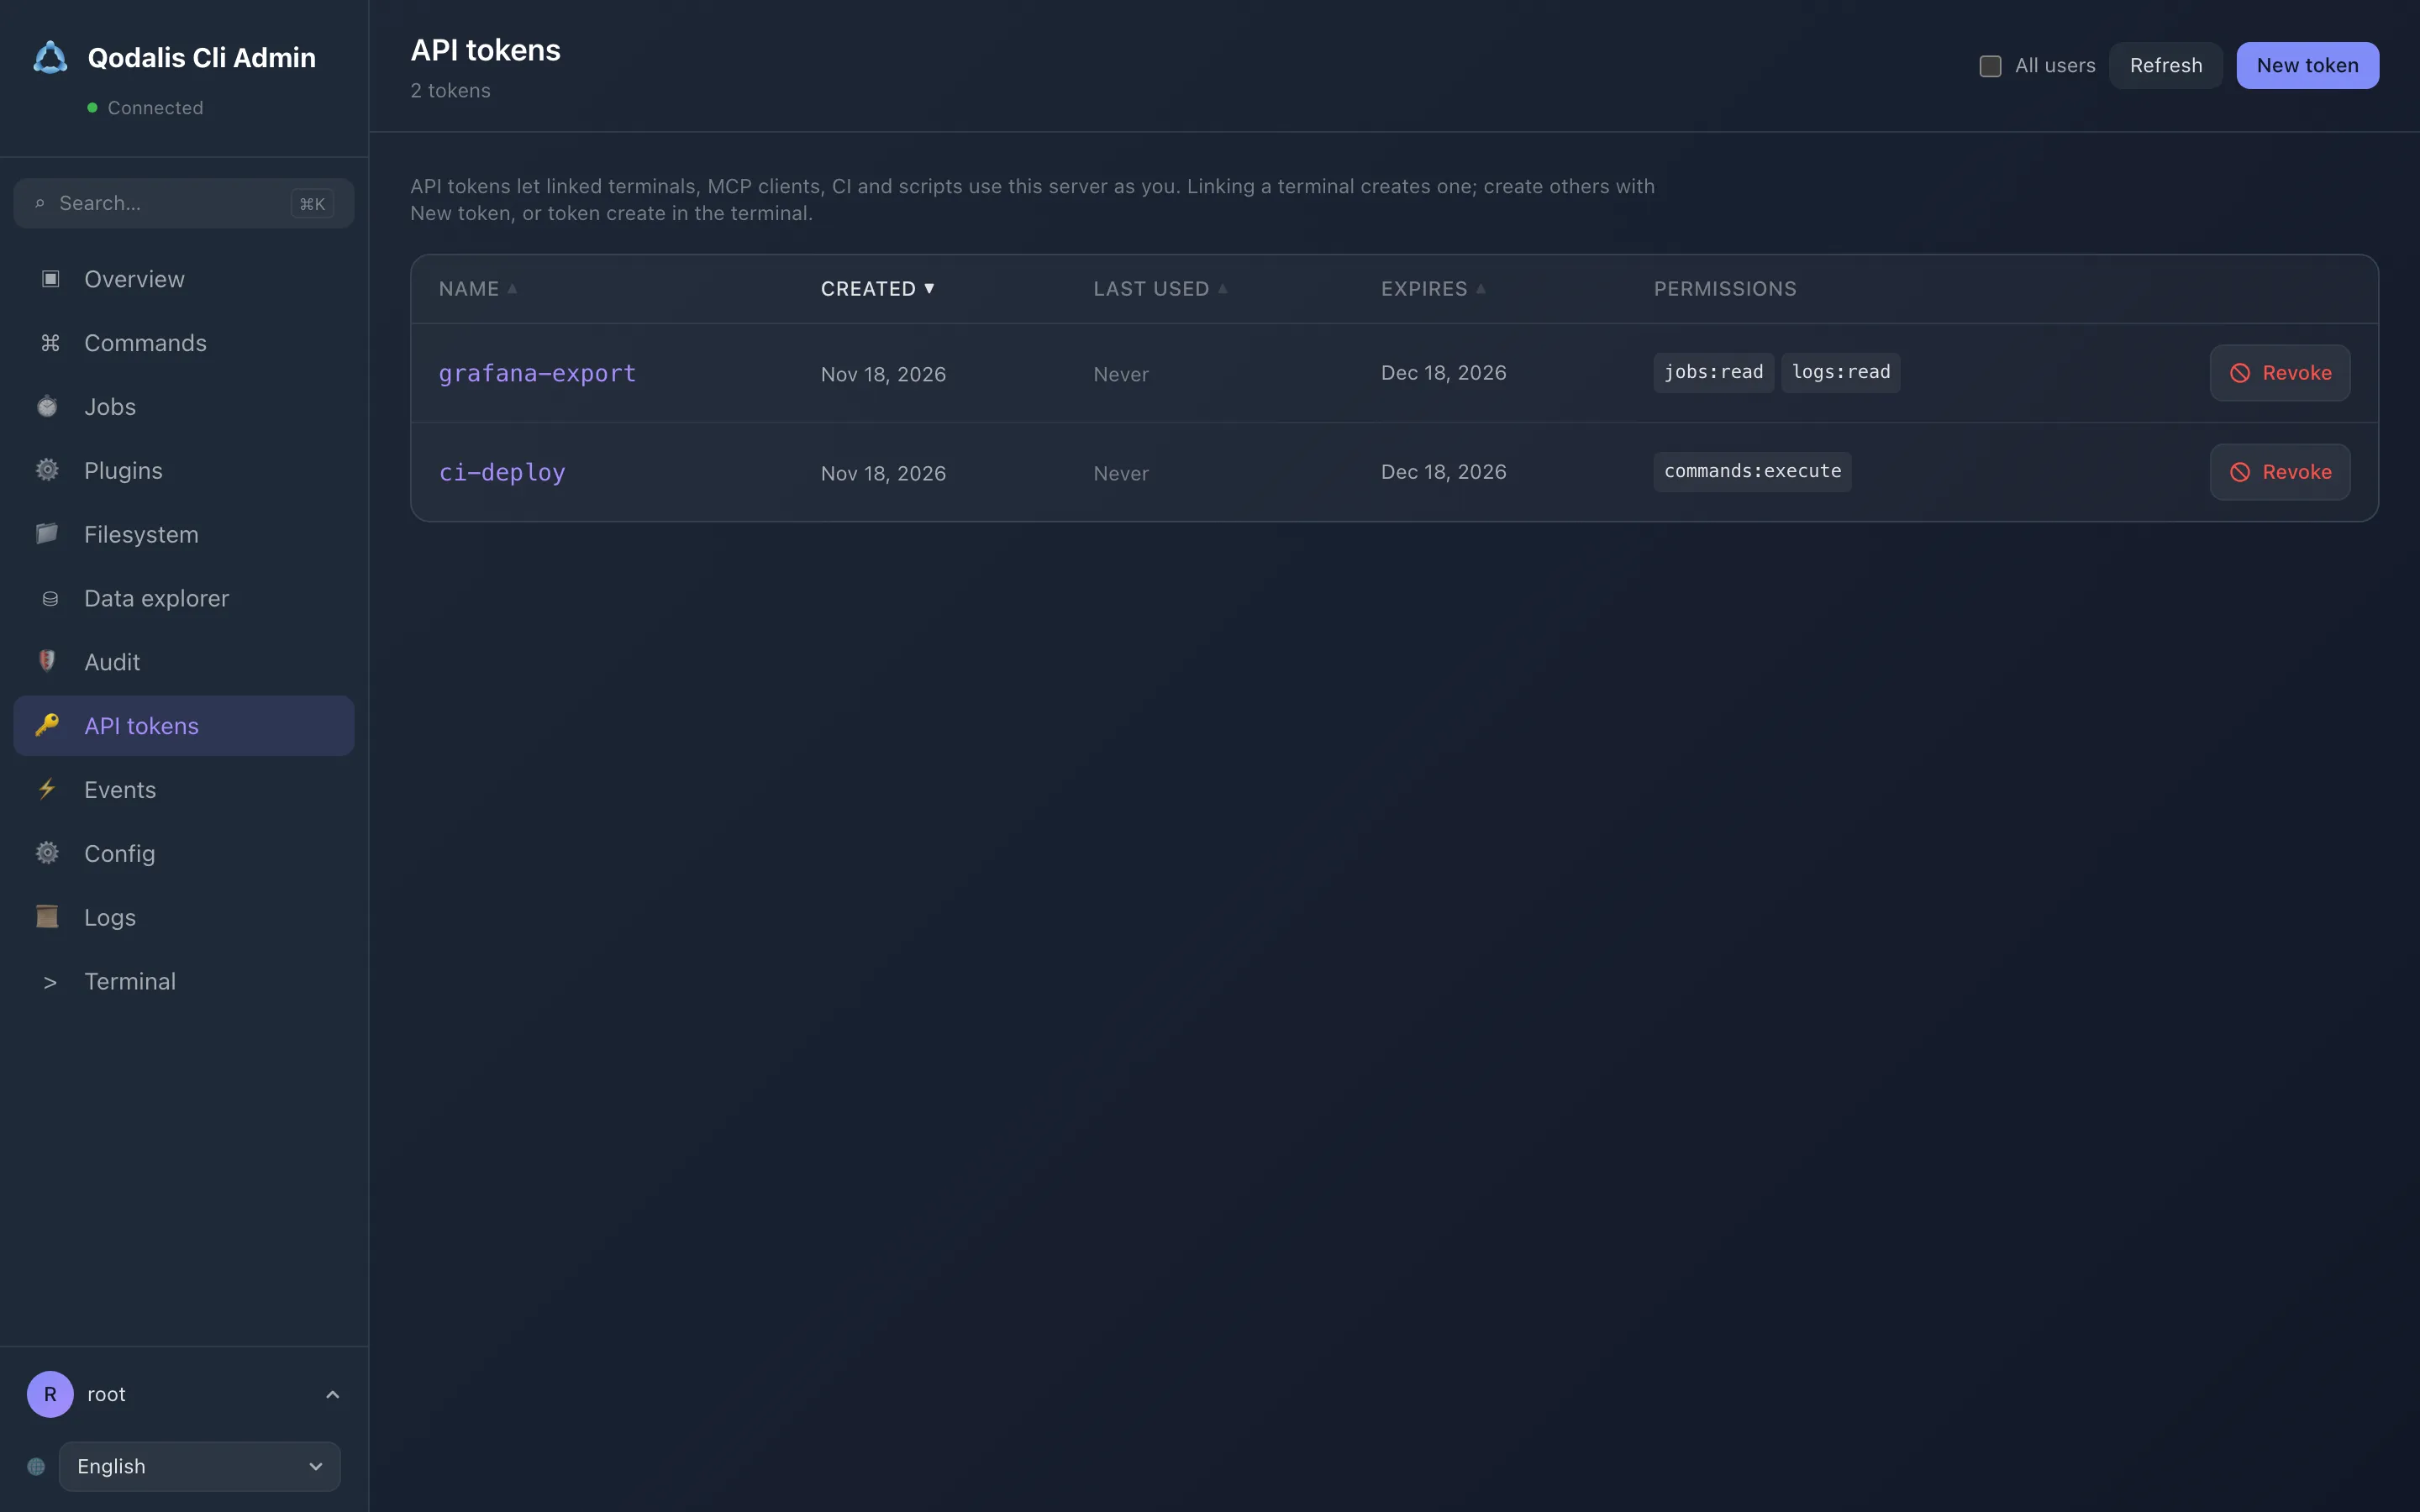 Qodalis Cli Admin
Connected
Search...
⌘K
Overview
Commands
Jobs
Plugins
Filesystem
Data explorer
Audit
API tokens
Events
Config
Logs
Terminal
R
root
English
API tokens
2 tokens
All users
Refresh
New token
API tokens let linked terminals, MCP clients, CI and scripts use this server as you. Linking a terminal creates one; create others with
New token, or token create in the terminal.
NAME ▲ CREATED ▼ LAST USED ▲ EXPIRES ▲ PERMISSIONS
grafana-export Nov 18, 2026 Never Dec 18, 2026 jobs:read logs:read Revoke
ci-deploy Nov 18, 2026 Never Dec 18, 2026 commands:execute Revoke